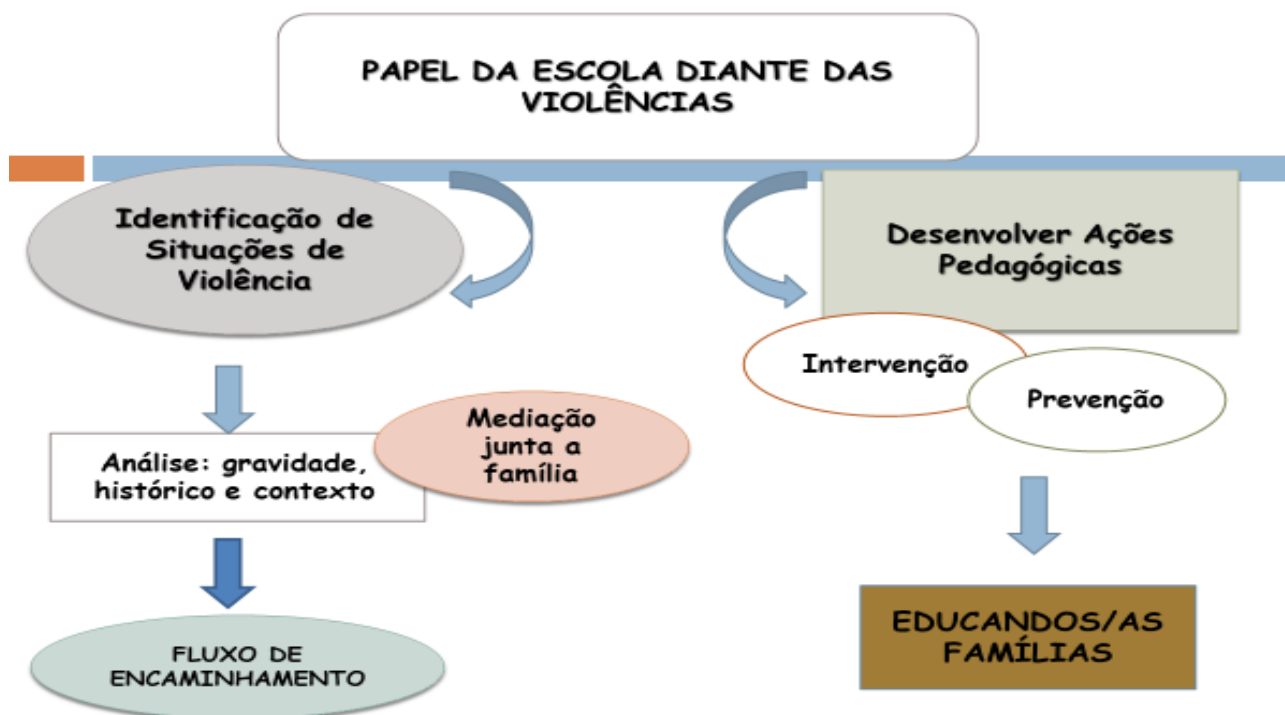 PAPEL DA ESCOLA DIANTE DAS
VIOLÊNCIAS
Identificação de
Situações de
Violência
Análise: gravidade,
histórico e contexto
Mediação
junta a
família
FLUXO DE
ENCAMINHAMENTO
Desenvolver Ações
Pedagógicas
Intervenção
Prevenção
EDUCANDOS/AS
FAMÍLIAS